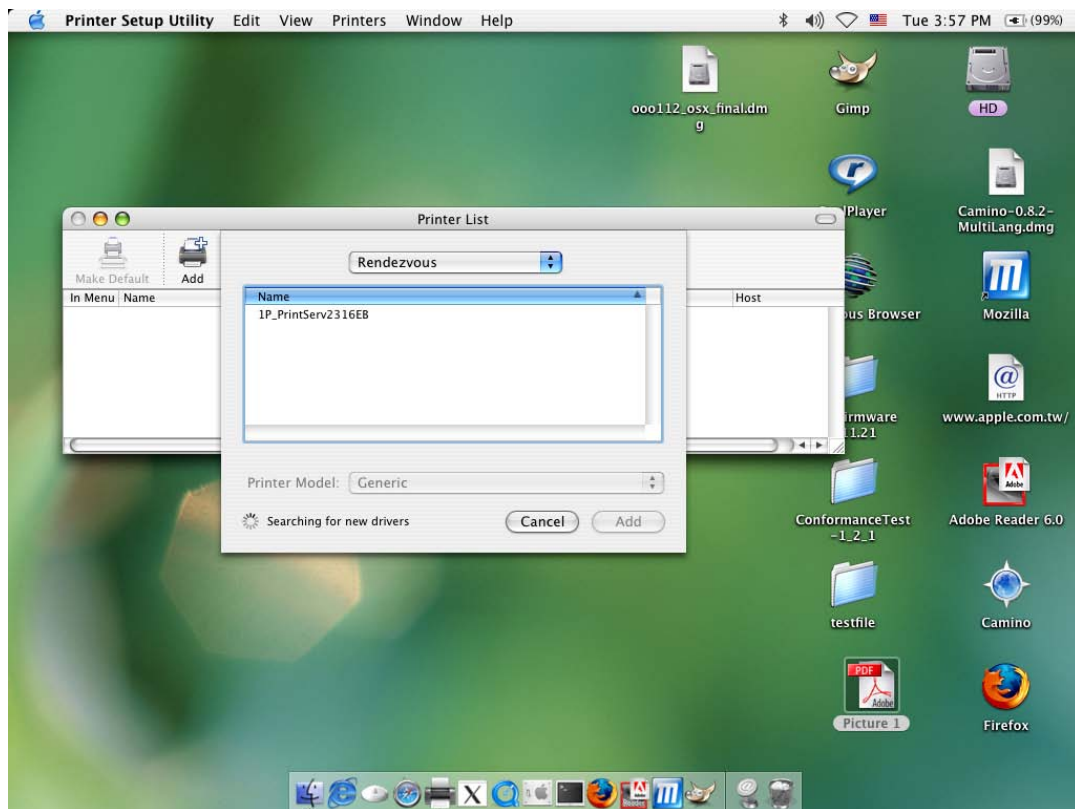 Printer Setup Utility Edit View Printers Window Help Tue 3:57 PM (99%)
ooo112_osx_final.dm
g
Gimp
HD
Player
Camino-0.8.2-
MultiLang.dmg
Printer List
Make Default Add
Rendezvous
In Menu Name Host
Name
1P_PrintServ2316EB
Browser
Mozilla
HTTP
11.21
www.apple.com.tw/
Printer Model: Generic
Searching for new drivers
Cancel Add
ConformanceTest
-1_2_1
Adobe
Adobe Reader 6.0
testfile
Camino
PDF
Adobe
Picture 1
Firefox